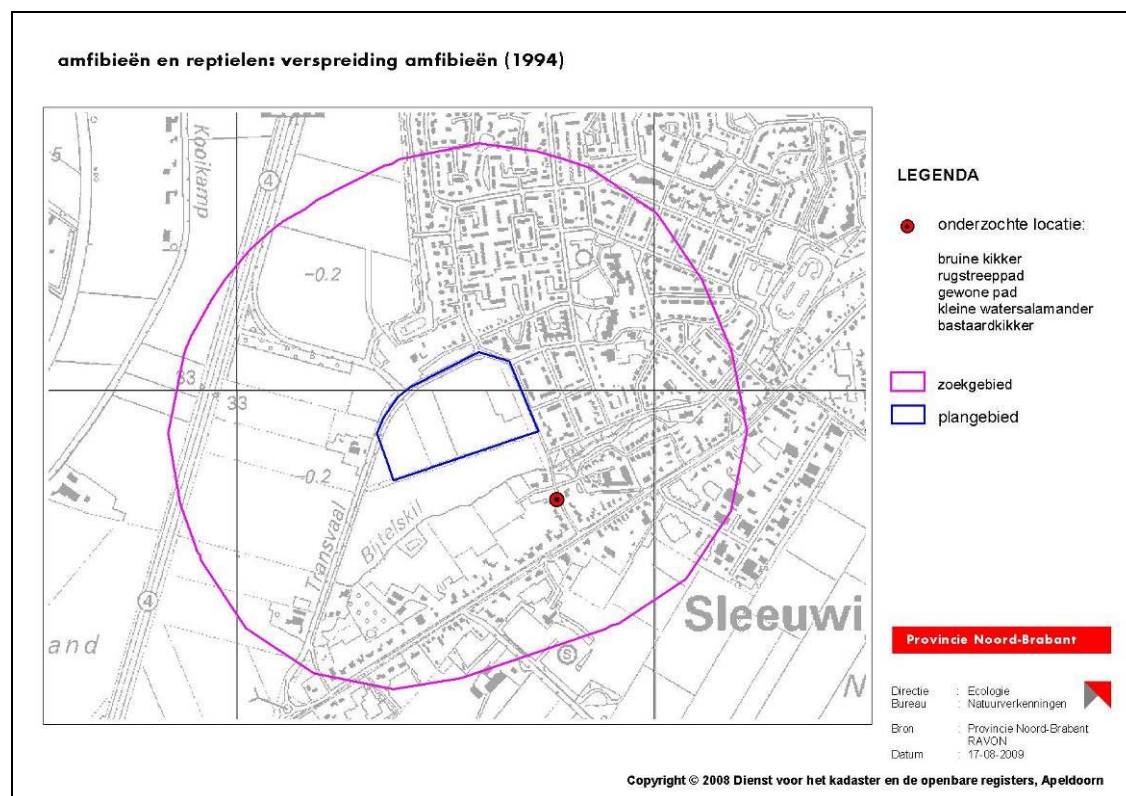 amfibieën en reptielen: verspreiding amfibieën (1994)
5
Kooikamp
4
-0.2
33
33
-0.2
Transvaal
Bijtelskil
4
and
Sleeuwi
S
N
LEGENDA
onderzochte locatie:
bruine kikker
rugstreeppad
gewone pad
kleine watersalamander
bastaardkikker
zoekgebied
plangebied
Provincie Noord-Brabant
Directie : Ecologie
Bureau : Natuurverkenningen
Bron : Provincie Noord-Brabant
RAVON
Datum : 17-08-2009
Copyright © 2008 Dienst voor het kadaster en de openbare registers, Apeldoorn